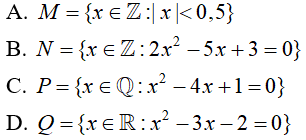 A. M = {x ∈ ℤ :| x |< 0,5}
B. N = {x ∈ ℤ : 2x² − 5x + 3 = 0}
C. P = {x ∈ ℚ : x² − 4x + 1 = 0}
D. Q = {x ∈ ℝ : x² − 3x − 2 = 0}